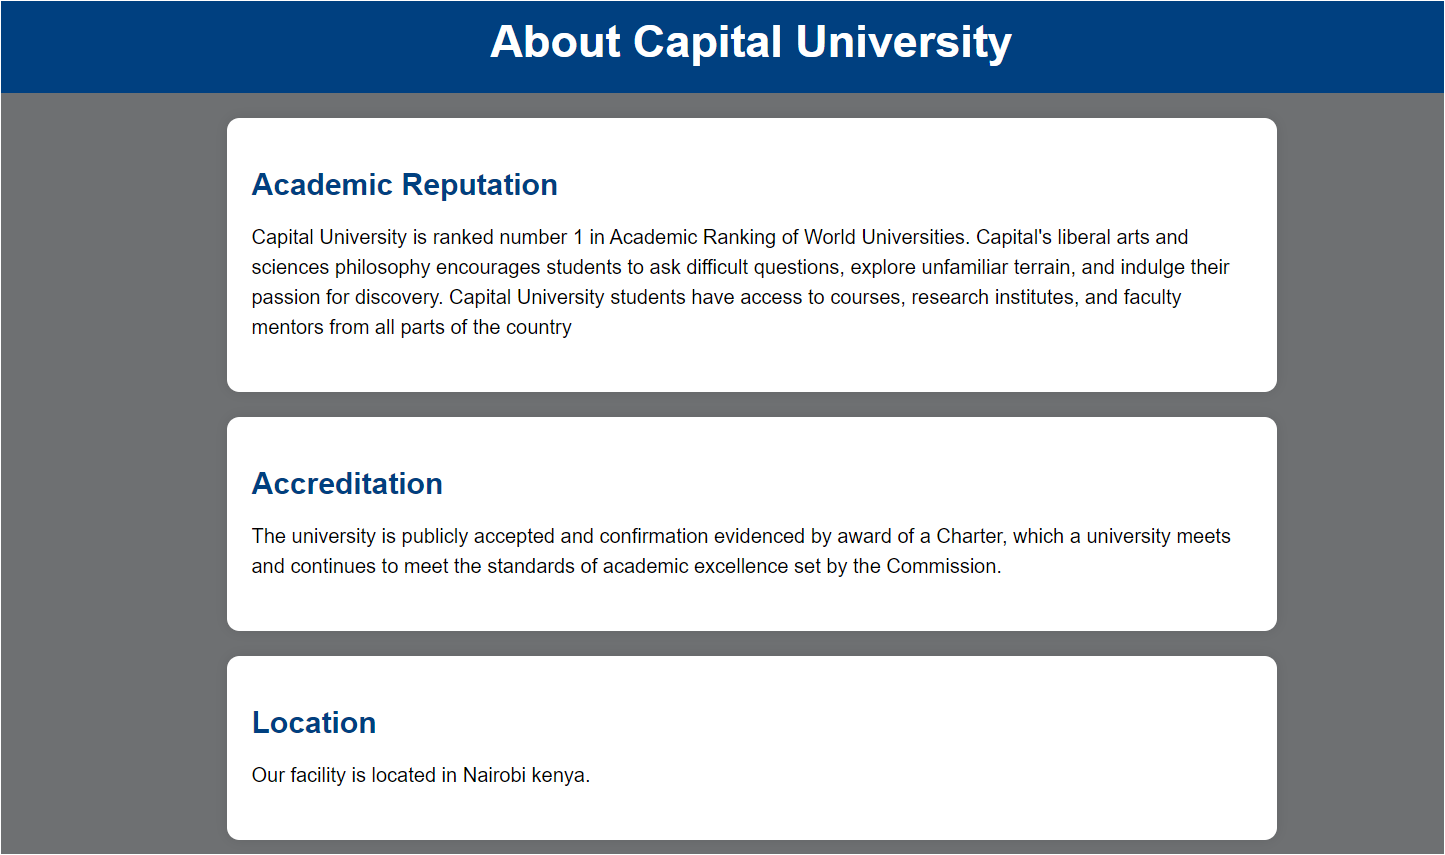 About Capital University
Academic Reputation
Capital University is ranked number 1 in Academic Ranking of World Universities. Capital's liberal arts and
sciences philosophy encourages students to ask difficult questions, explore unfamiliar terrain, and indulge their
passion for discovery. Capital University students have access to courses, research institutes, and faculty
mentors from all parts of the country
Accreditation
The university is publicly accepted and confirmation evidenced by award of a Charter, which a university meets
and continues to meet the standards of academic excellence set by the Commission.
Location
Our facility is located in Nairobi kenya.